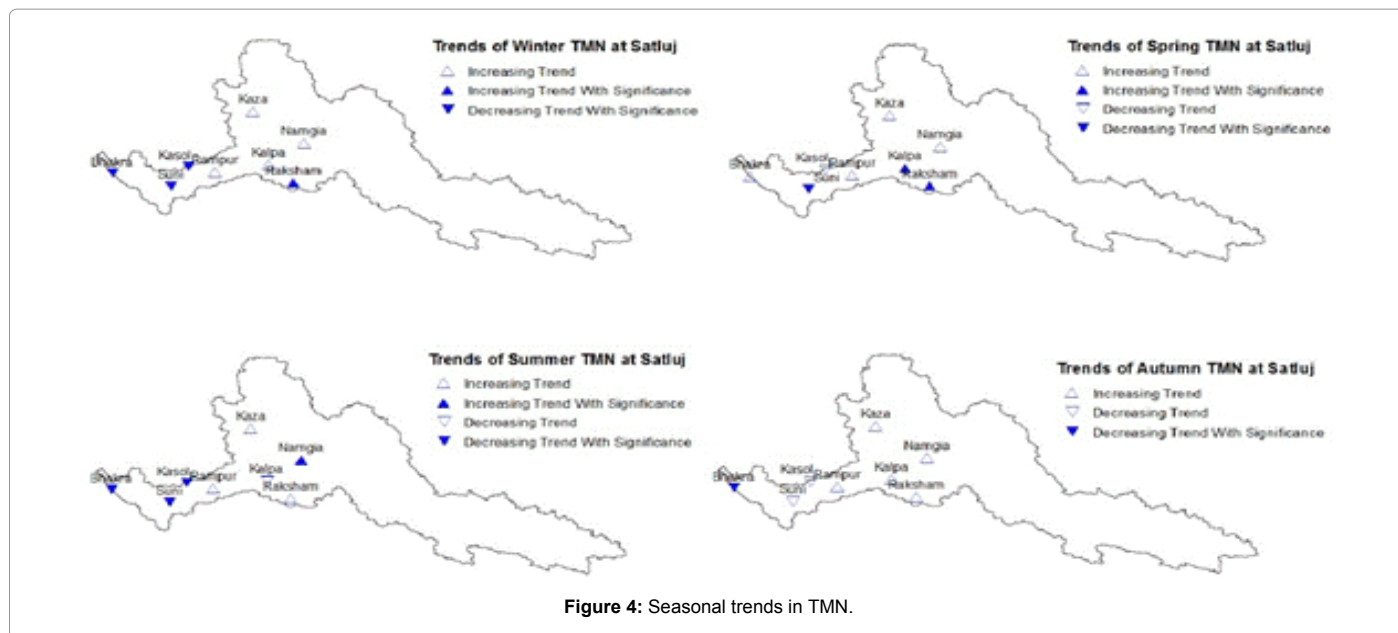 Trends of Winter TMN at Satluj
Increasing Trend
Increasing Trend With Significance
Decreasing Trend With Significance
Kaza
Namgia
Bhakra
Kasol
Rampur
Kalpa
Suni
Raksham
Trends of Spring TMN at Satluj
Increasing Trend
Increasing Trend With Significance
Decreasing Trend
Decreasing Trend With Significance
Kaza
Namgia
Bhakra
Kasol
Rampur
Kalpa
Suni
Raksham
Trends of Summer TMN at Satluj
Increasing Trend
Increasing Trend With Significance
Decreasing Trend
Decreasing Trend With Significance
Kaza
Namgia
Bhakra
Kasol
Rampur
Kalpa
Suni
Raksham
Trends of Autumn TMN at Satluj
Increasing Trend
Decreasing Trend
Decreasing Trend With Significance
Kaza
Namgia
Bhakra
Kasol
Rampur
Kalpa
Suni
Raksham
Figure 4: Seasonal trends in TMN.